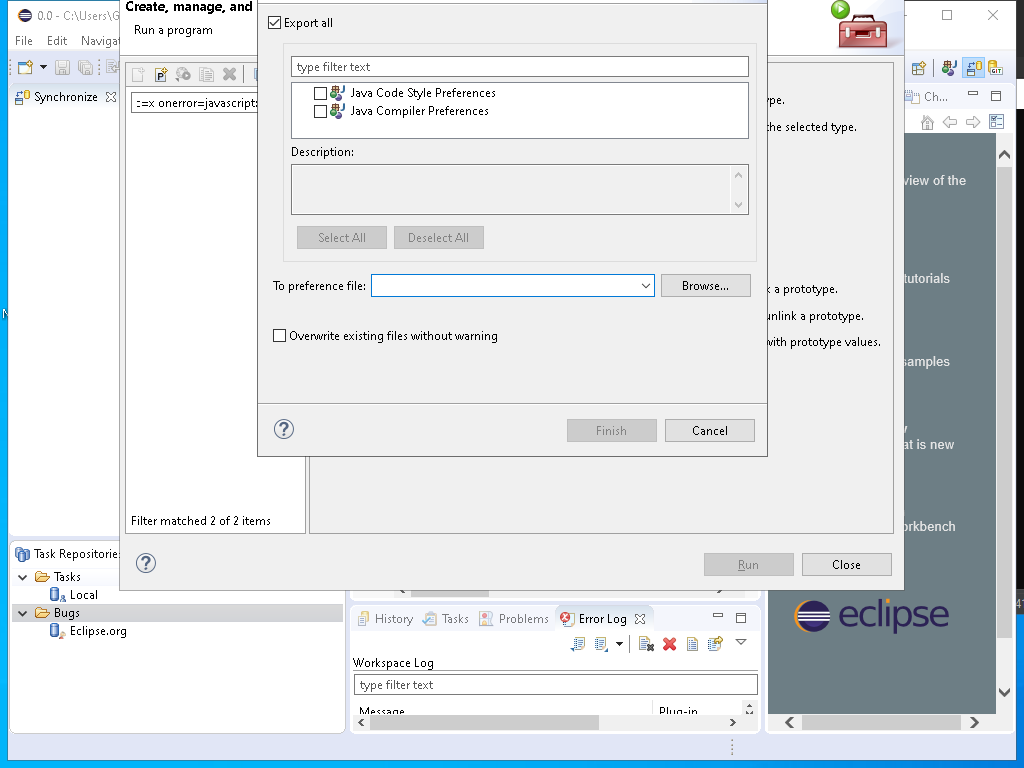 0.0 - C:\Users\G
Create, manage, and
Run a program
File Edit Navigat
Synchronize
Export all
type filter text
Java Code Style Preferences
Java Compiler Preferences
Description:
Select All Deselect All
To preference file: Browse...
Overwrite existing files without warning
Finish Cancel
:=x onerror=javascript:
Filter matched 2 of 2 items
ype.
the selected type.
k a prototype.
unlink a prototype.
with prototype values.
Run Close
Ch...
view of the
tutorials
samples
at is new
orkbench
eclipse
Task Repositories
Tasks
Local
Bugs
Eclipse.org
History Tasks Problems Error Log
Workspace Log
type filter text
Message Plug-in